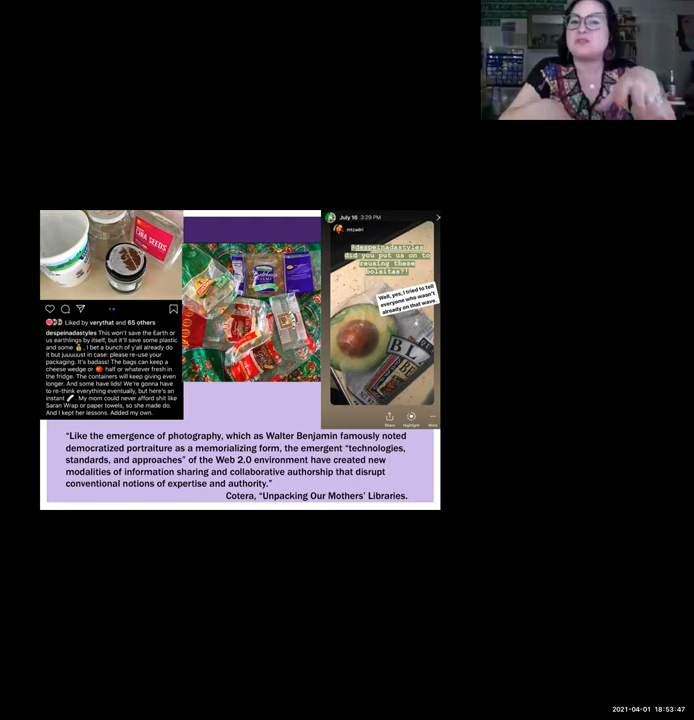 CHIA SEEDS
Liked by verythat and 65 others
despeinadastyles This won't save the Earth or
us earthlings by itself, but it'll save some plastic
and some 💰. I bet a bunch of y'all already do
it but juuuuust in case: please re-use your
packaging. It's badass! The bags can keep a
cheese wedge or 🍅 half or whatever fresh in
the fridge. The containers will keep giving even
longer. And some have lids! We're gonna have
to re-think everything eventually, but here's an
instant. My mom could never afford shit like
Saran Wrap or paper towels, so she made do.
And I kept her lessons. Added my own.
July 16 3:29 PM
mtzadri
@despeinadastyles
did you put us on to
reusing these
bolsitas?!
Well, yes, I tried to tell
everyone who wasn't
already on that wave.
Share Highlight More
“Like the emergence of photography, which as Walter Benjamin famously noted
democratized portraiture as a memorializing form, the emergent “technologies,
standards, and approaches” of the Web 2.0 environment have created new
modalities of information sharing and collaborative authorship that disrupt
conventional notions of expertise and authority.”
Cotera, “Unpacking Our Mothers’ Libraries.
2021-04-01 18:53:47